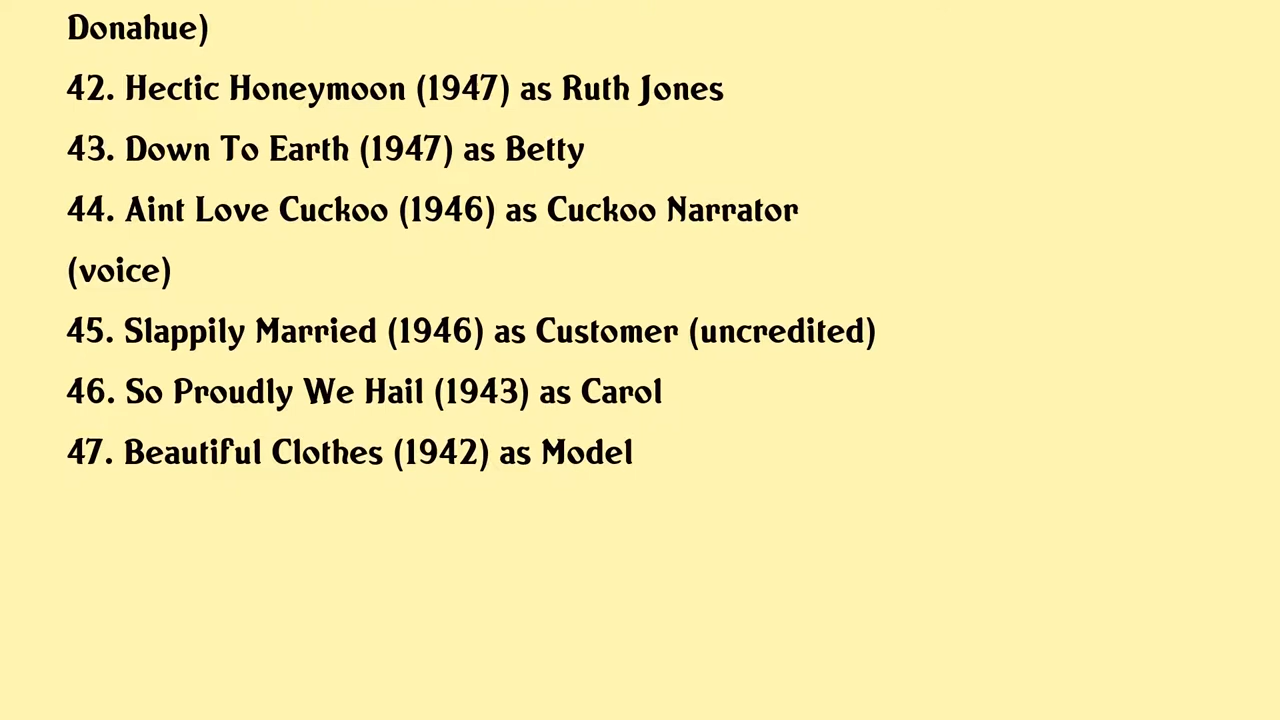 Donahue)
42. Hectic Honeymoon (1947) as Ruth Jones
43. Down To Earth (1947) as Betty
44. Aint Love Cuckoo (1946) as Cuckoo Narrator
(voice)
45. Slappily Married (1946) as Customer (uncredited)
46. So Proudly We Hail (1943) as Carol
47. Beautiful Clothes (1942) as Model